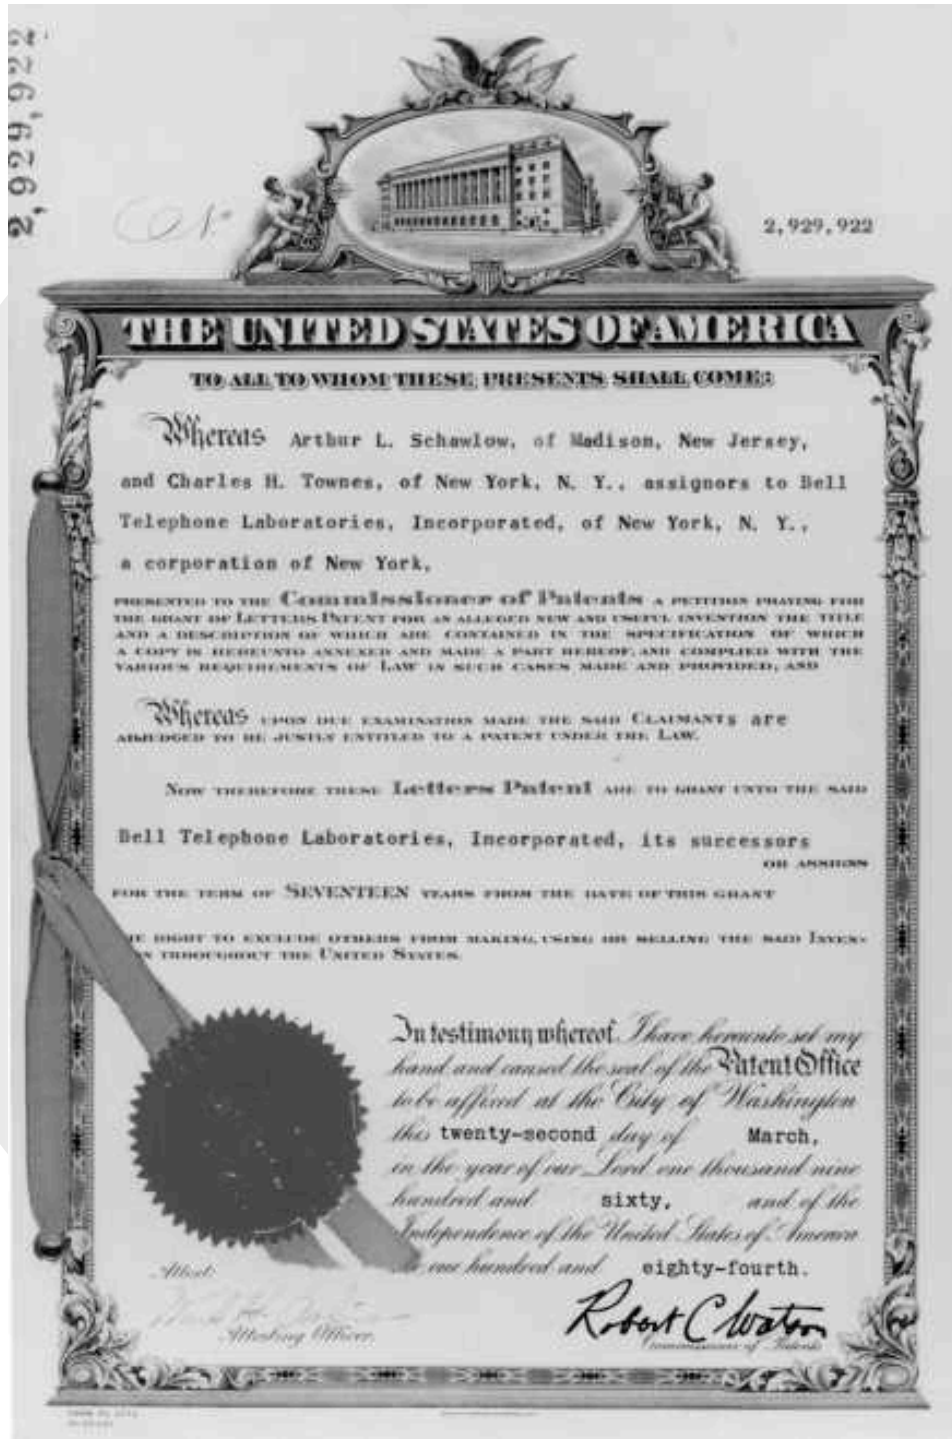 2,929,922
No
2,929,922
THE UNITED STATES OF AMERICA
TO ALL TO WHOM THESE PRESENTS SHALL COME:
Whereas Arthur L. Schawlow, of Madison, New Jersey,
and Charles H. Townes, of New York, N. Y., assignors to Bell
Telephone Laboratories, Incorporated, of New York, N. Y.,
a corporation of New York,
PRESENTED TO THE Commissioner of Patents A PETITION PRAYING FOR
THE GRANT OF LETTERS PATENT FOR AN ALLEGED NEW AND USEFUL INVENTION THE TITLE
AND A DESCRIPTION OF WHICH ARE CONTAINED IN THE SPECIFICATION OF WHICH
A COPY IS HEREUNTO ANNEXED AND MADE A PART HEREOF, AND COMPLIED WITH THE
VARIOUS REQUIREMENTS OF LAW IN SUCH CASES MADE AND PROVIDED, AND
Whereas UPON DUE EXAMINATION MADE THE SAID CLAIMANTs are
ADJUDGED TO BE JUSTLY ENTITLED TO A PATENT UNDER THE LAW.
NOW THEREFORE THESE Letters Patent ARE TO GRANT UNTO THE SAID
Bell Telephone Laboratories, Incorporated, its successors
OR ASSIGNS
FOR THE TERM OF SEVENTEEN YEARS FROM THE DATE OF THIS GRANT
RIGHT TO EXCLUDE OTHERS FROM MAKING, USING OR SELLING THE SAID INVEN-
THROUGHOUT THE UNITED STATES.
In testimony whereof, I have hereunto set my
hand and caused the seal of the Patent Office
to be affixed at the City of Washington
this twenty-second day of March,
in the year of our Lord one thousand nine
hundred and sixty, and of the
Independence of the United States of America
one hundred and eighty-fourth.
Attest:
Attesting Officer.
Robert C Watson
Commissioner of Patents